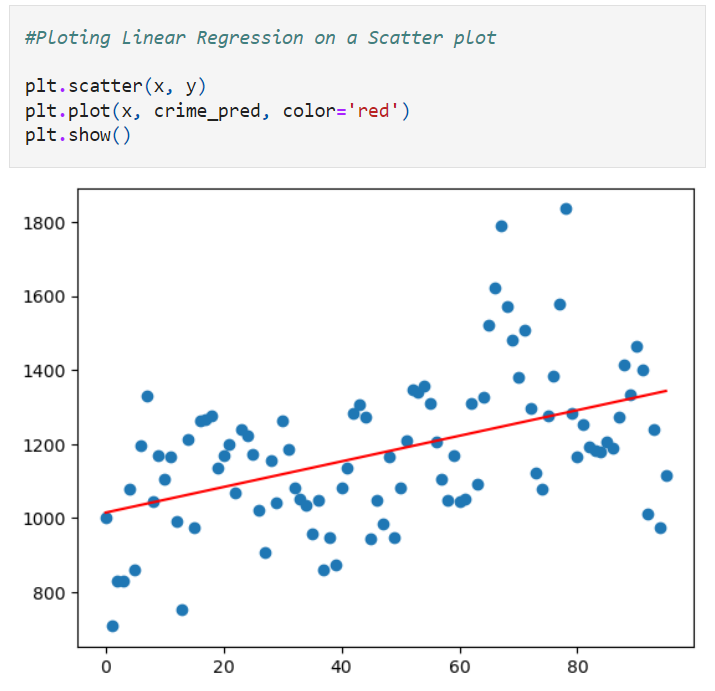 #Ploting Linear Regression on a Scatter plot
plt.scatter(x, y)
plt.plot(x, crime_pred, color='red')
plt.show()
1800
1600
1400
1200
1000
800
0 20 40 60 80